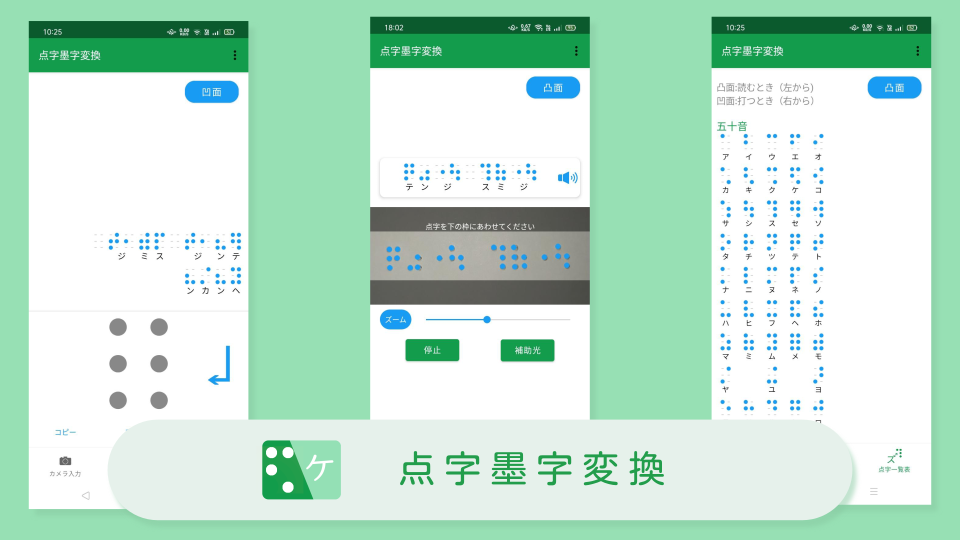 10:25
点字墨字変換
凹面
ジ ミ ス ジ ン テ
ン カ ン ヘ
コピー
カメラ入力
18:02
点字墨字変換
凸面
テ ン ジ ス ミ ジ
点字を下の枠にあわせてください
ズーム
停止
補助光
10:25
点字墨字変換
凸面:読むとき（左から）
凹面:打つとき（右から）
凸面
五十音
ア イ ウ エ オ
カ キ ク ケ コ
サ シ ス セ ソ
タ チ ツ テ ト
ナ ニ ヌ ネ ノ
ハ ヒ フ ヘ ホ
マ ミ ム メ モ
ヤ ユ ヨ
点字一覧表
ケ
点字墨字変換